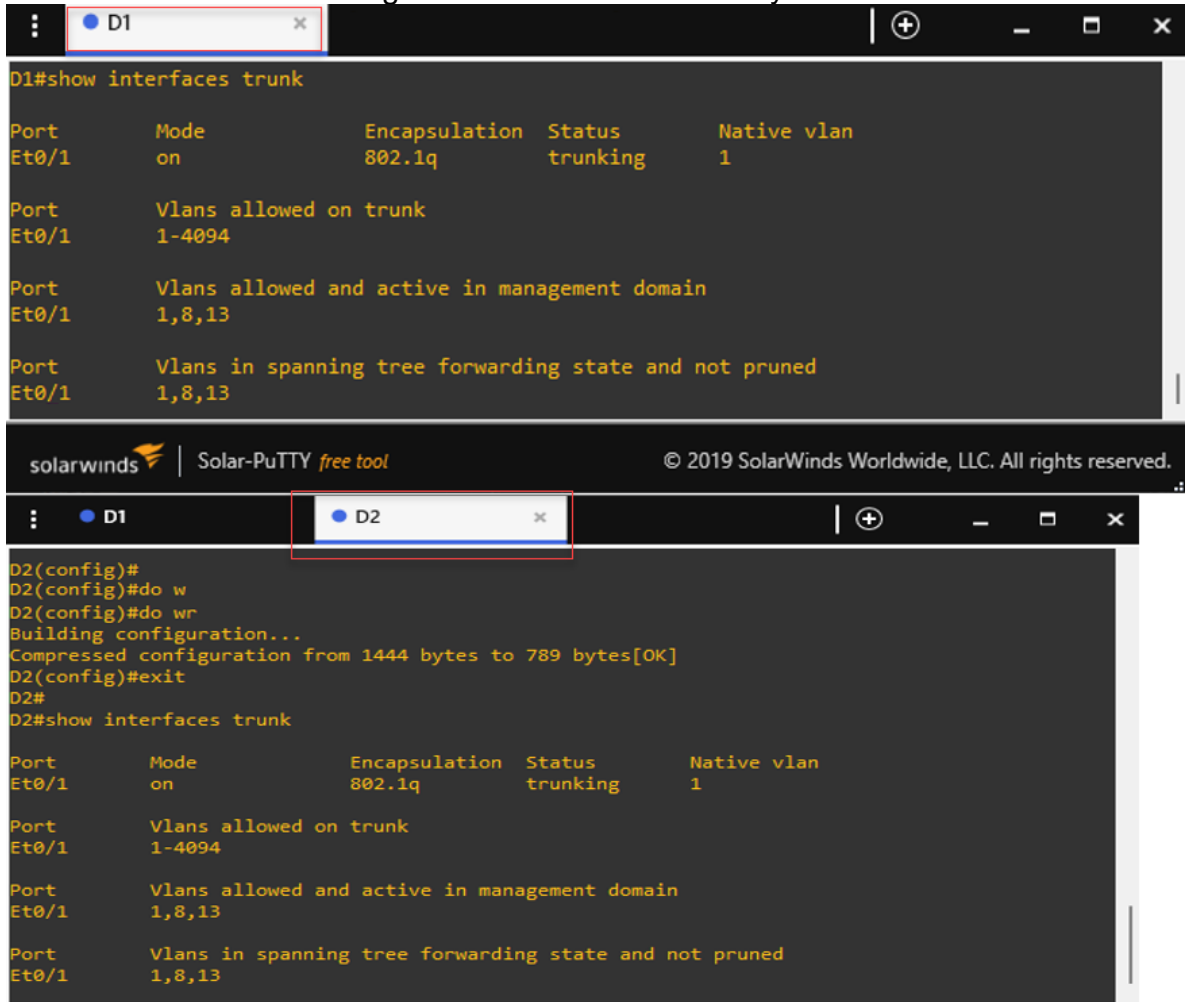 D1 ×
D1#show interfaces trunk
Port Mode Encapsulation Status Native vlan
Et0/1 on 802.1q trunking 1
Port Vlans allowed on trunk
Et0/1 1-4094
Port Vlans allowed and active in management domain
Et0/1 1,8,13
Port Vlans in spanning tree forwarding state and not pruned
Et0/1 1,8,13
solarwinds | Solar-PuTTY free tool © 2019 SolarWinds Worldwide, LLC. All rights reserved.
D1 D2 ×
D2(config)#
D2(config)#do w
D2(config)#do wr
Building configuration...
Compressed configuration from 1444 bytes to 789 bytes[OK]
D2(config)#exit
D2#
D2#show interfaces trunk
Port Mode Encapsulation Status Native vlan
Et0/1 on 802.1q trunking 1
Port Vlans allowed on trunk
Et0/1 1-4094
Port Vlans allowed and active in management domain
Et0/1 1,8,13
Port Vlans in spanning tree forwarding state and not pruned
Et0/1 1,8,13